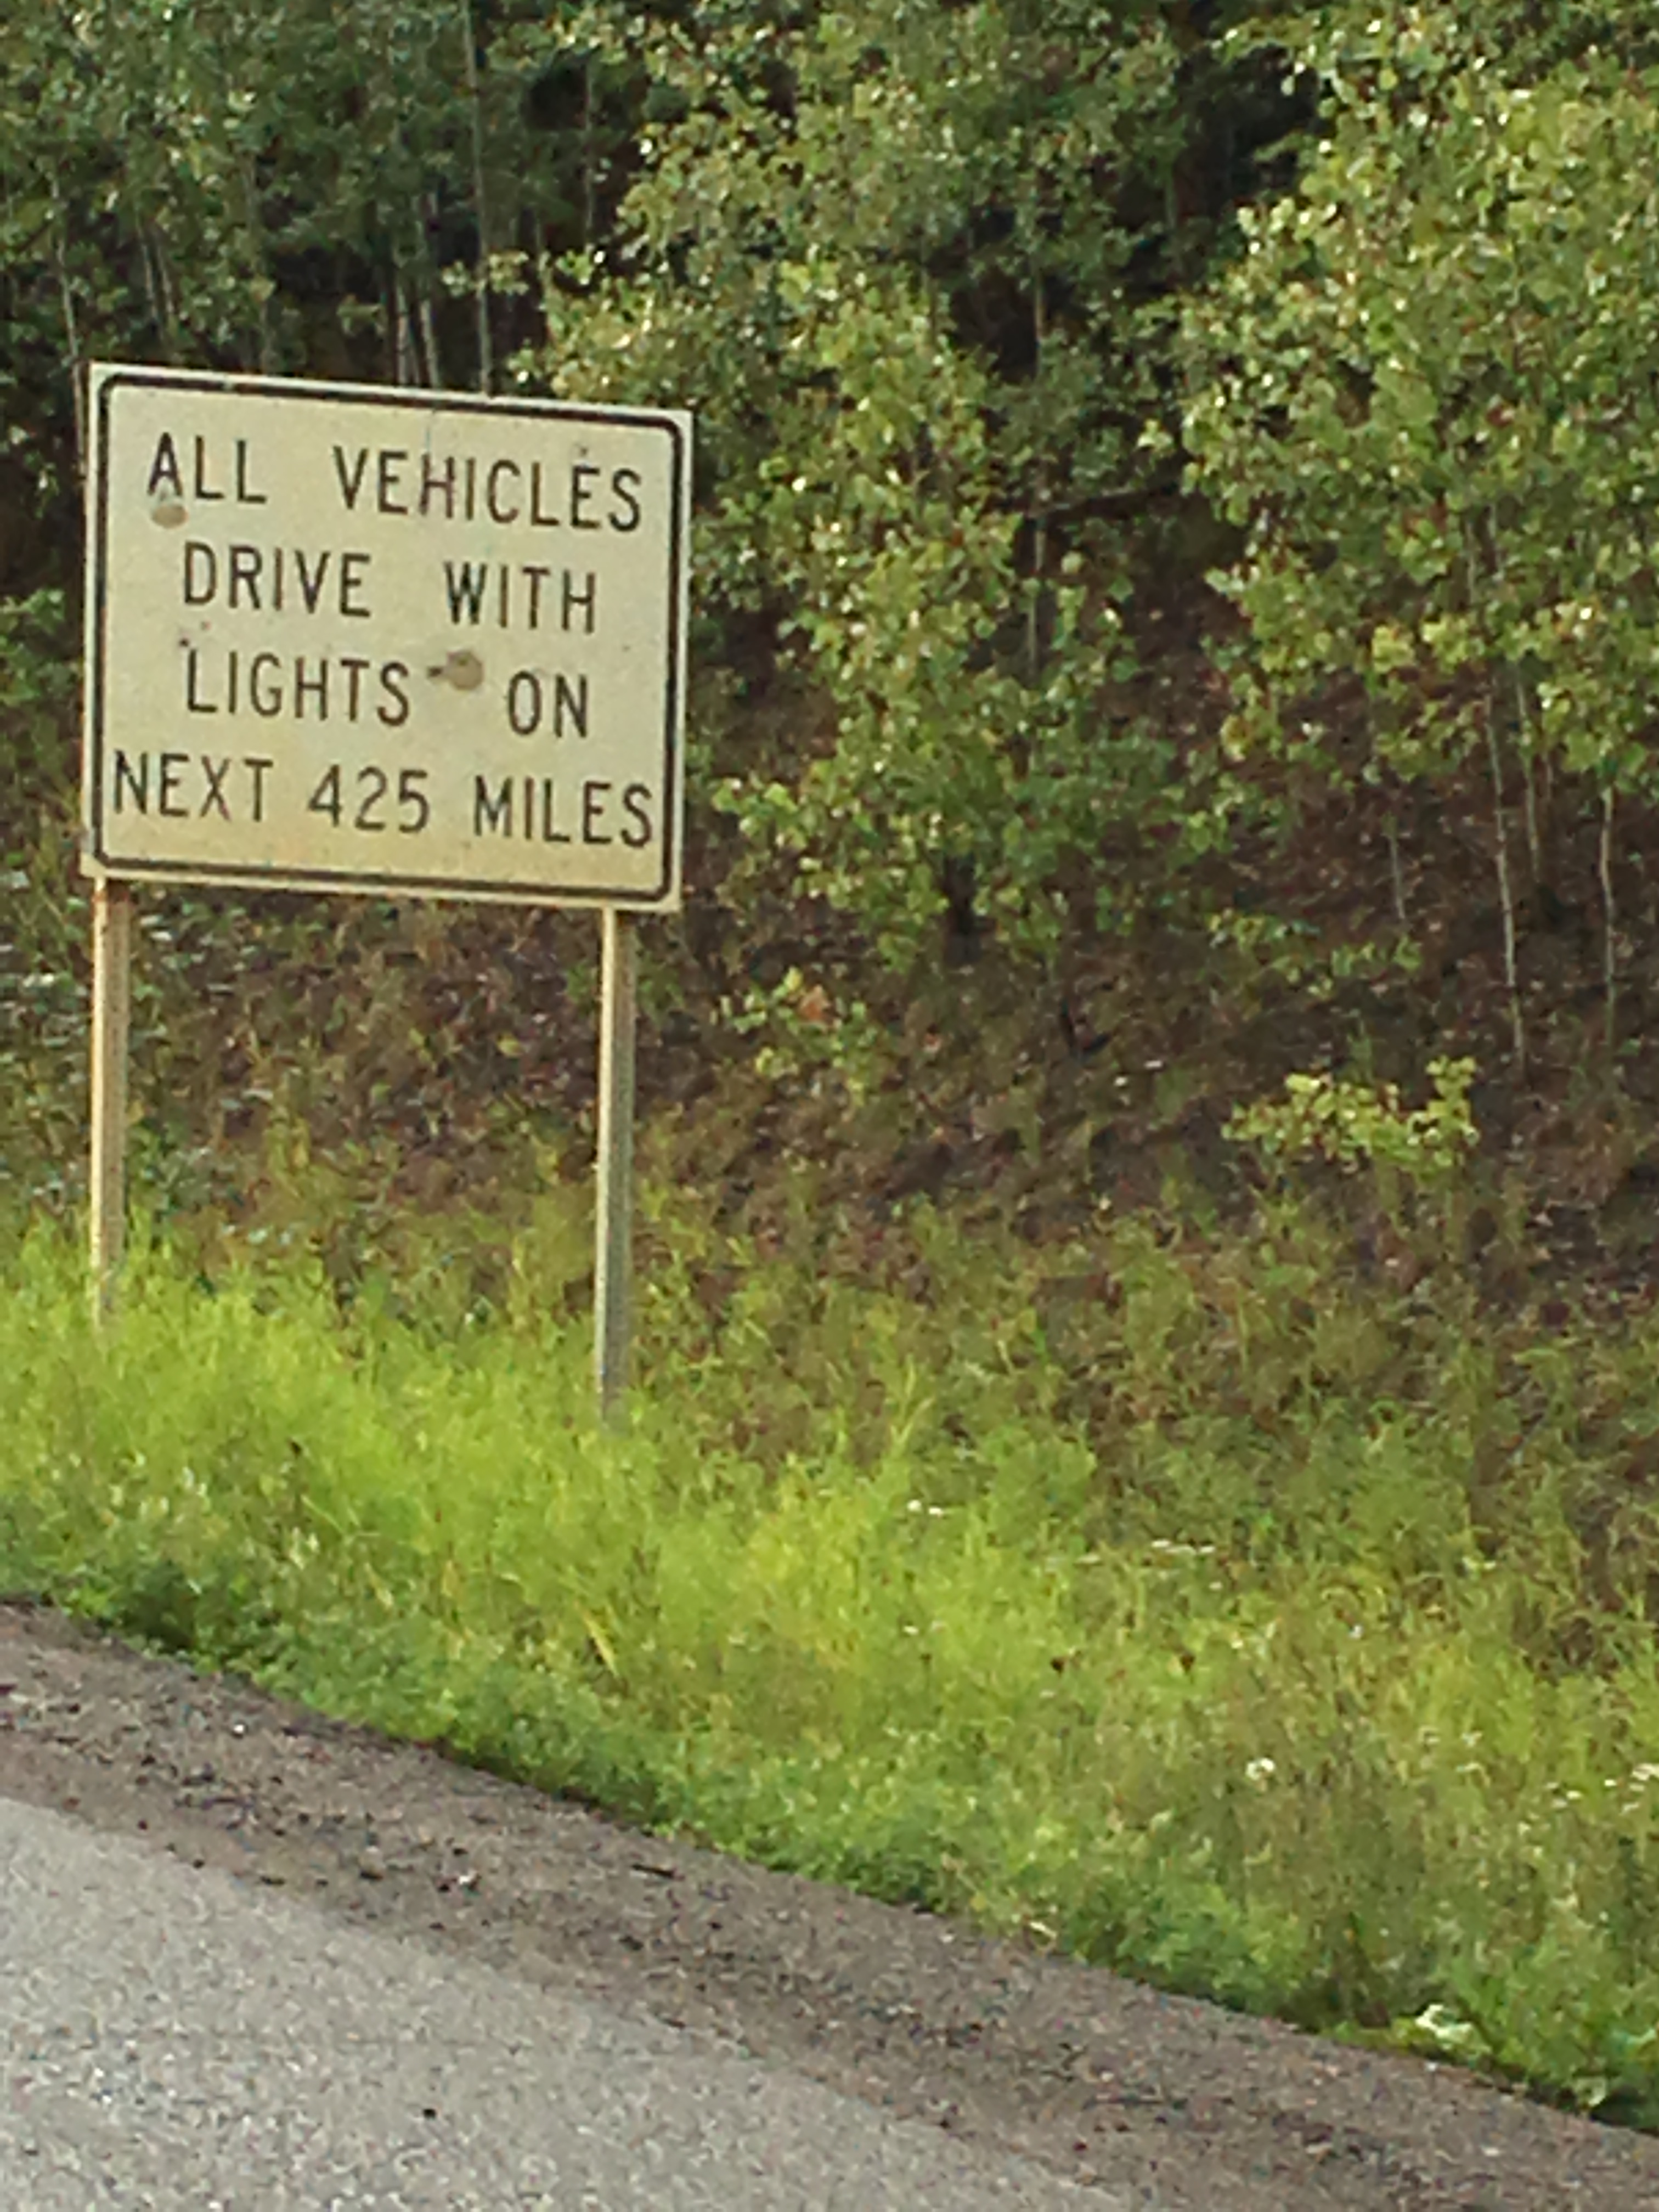 ALL VEHICLES
DRIVE WITH
LIGHTS ON
NEXT 425 MILES